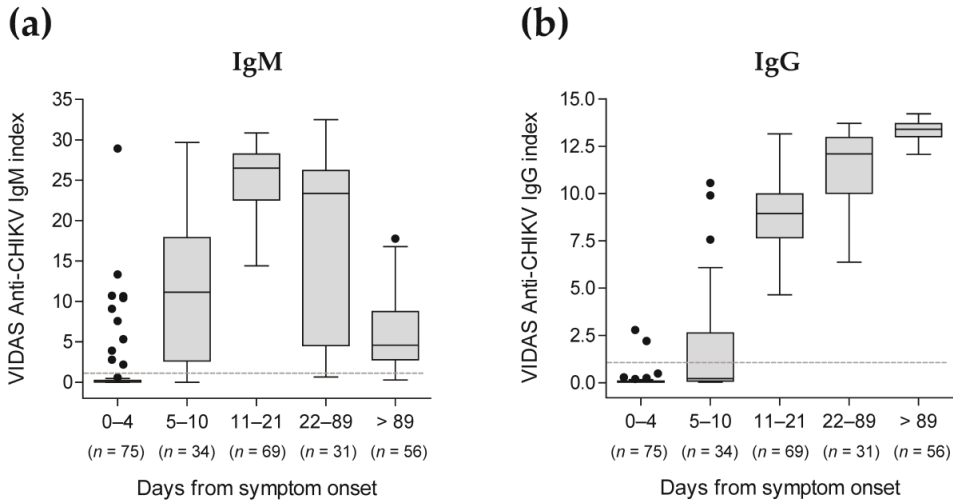 (a)
IgM
VIDAS Anti-CHIKV IgM index
35
30
25
20
15
10
5
0
0–4 5–10 11–21 22–89 > 89
(n = 75) (n = 34) (n = 69) (n = 31) (n = 56)
Days from symptom onset
(b)
IgG
VIDAS Anti-CHIKV IgG index
15.0
12.5
10.0
7.5
5.0
2.5
0.0
0–4 5–10 11–21 22–89 > 89
(n = 75) (n = 34) (n = 69) (n = 31) (n = 56)
Days from symptom onset